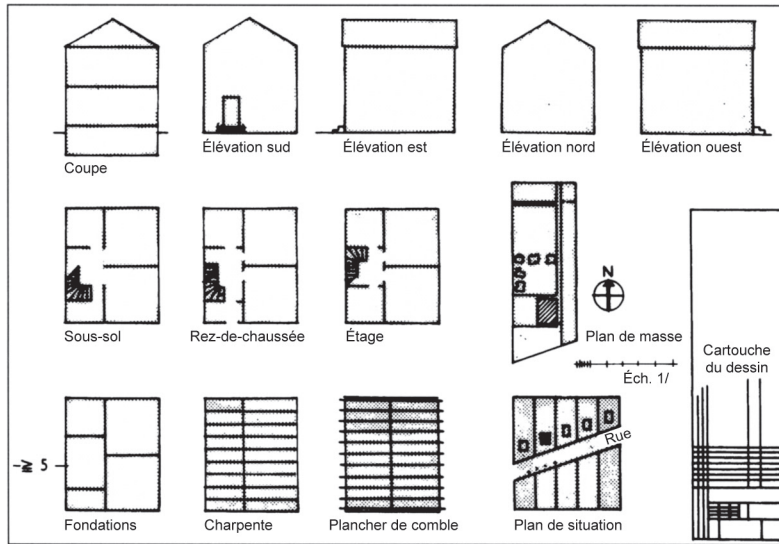 Coupe
Élévation sud
Élévation est
Élévation nord
Élévation ouest
Sous-sol
Rez-de-chaussée
Étage
N
Plan de masse
Éch. 1/
Cartouche
du dessin
Rue
Fondations
Charpente
Plancher de comble
Plan de situation